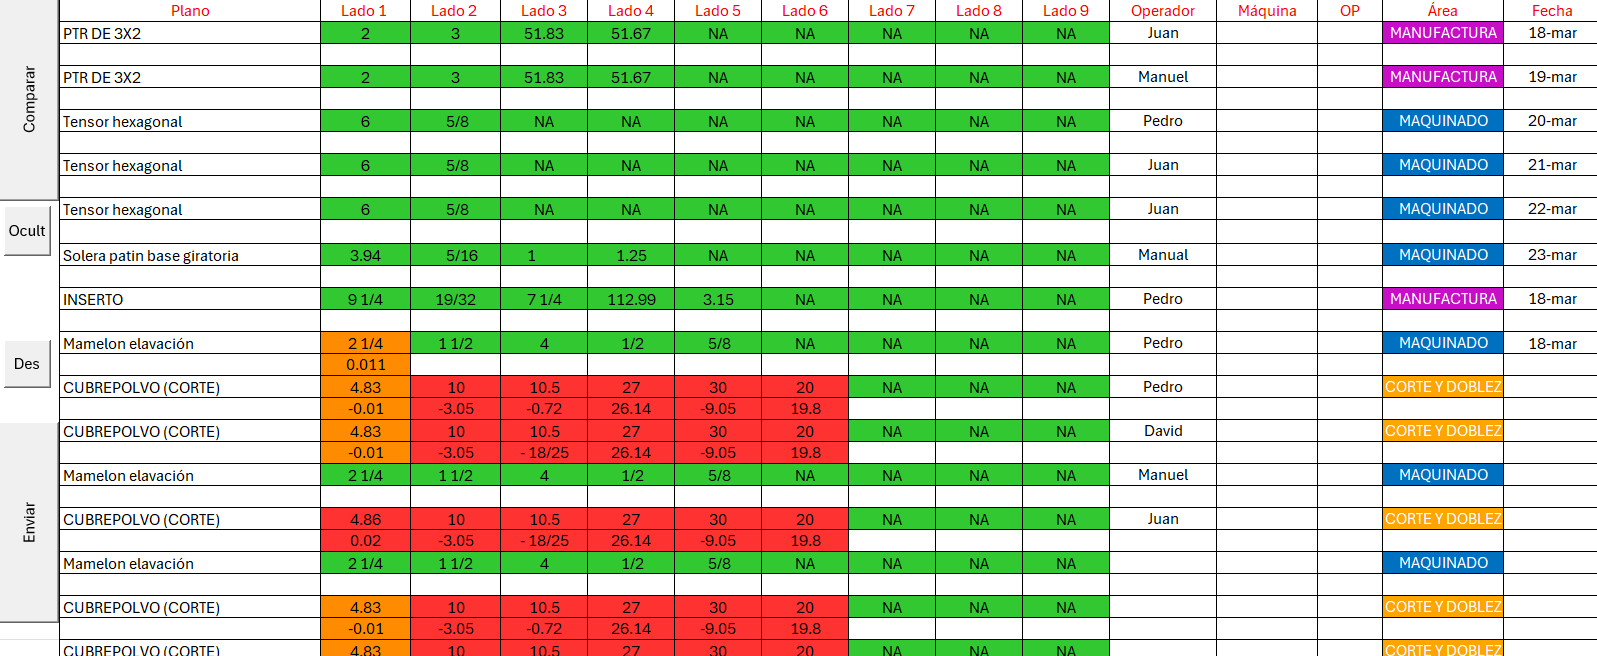 Plano Lado 1 Lado 2 Lado 3 Lado 4 Lado 5 Lado 6 Lado 7 Lado 8 Lado 9 Operador Máquina OP Área Fecha
PTR DE 3X2 2 3 51.83 51.67 NA NA NA NA NA Juan MANUFACTURA 18-mar
Comparar
PTR DE 3X2 2 3 51.83 51.67 NA NA NA NA NA Manuel MANUFACTURA 19-mar
Tensor hexagonal 6 5/8 NA NA NA NA NA NA NA Pedro MAQUINADO 20-mar
Tensor hexagonal 6 5/8 NA NA NA NA NA NA NA Juan MAQUINADO 21-mar
Tensor hexagonal 6 5/8 NA NA NA NA NA NA NA Juan MAQUINADO 22-mar
Ocult
Solera patin base giratoria 3.94 5/16 1 1.25 NA NA NA NA NA Manual MAQUINADO 23-mar
INSERTO 9 1/4 19/32 7 1/4 112.99 3.15 NA NA NA NA Pedro MANUFACTURA 18-mar
Mamelon elavación 2 1/4 1 1/2 4 1/2 5/8 NA NA NA NA Pedro MAQUINADO 18-mar
Des
0.011
CUBREPOLVO (CORTE) 4.83 10 10.5 27 30 20 NA NA NA Pedro CORTE Y DOBLEZ
-0.01 -3.05 -0.72 26.14 -9.05 19.8
CUBREPOLVO (CORTE) 4.83 10 10.5 27 30 20 NA NA NA David CORTE Y DOBLEZ
-0.01 -3.05 - 18/25 26.14 -9.05 19.8
Mamelon elavación 2 1/4 1 1/2 4 1/2 5/8 NA NA NA NA Manuel MAQUINADO
Enviar
CUBREPOLVO (CORTE) 4.86 10 10.5 27 30 20 NA NA NA Juan CORTE Y DOBLEZ
0.02 -3.05 - 18/25 26.14 -9.05 19.8
Mamelon elavación 2 1/4 1 1/2 4 1/2 5/8 NA NA NA NA MAQUINADO
CUBREPOLVO (CORTE) 4.83 10 10.5 27 30 20 NA NA NA CORTE Y DOBLEZ
-0.01 -3.05 -0.72 26.14 -9.05 19.8
CUBREPOLVO (CORTE) 4.83 10 10.5 27 30 20 NA NA NA CORTE Y DOBLEZ